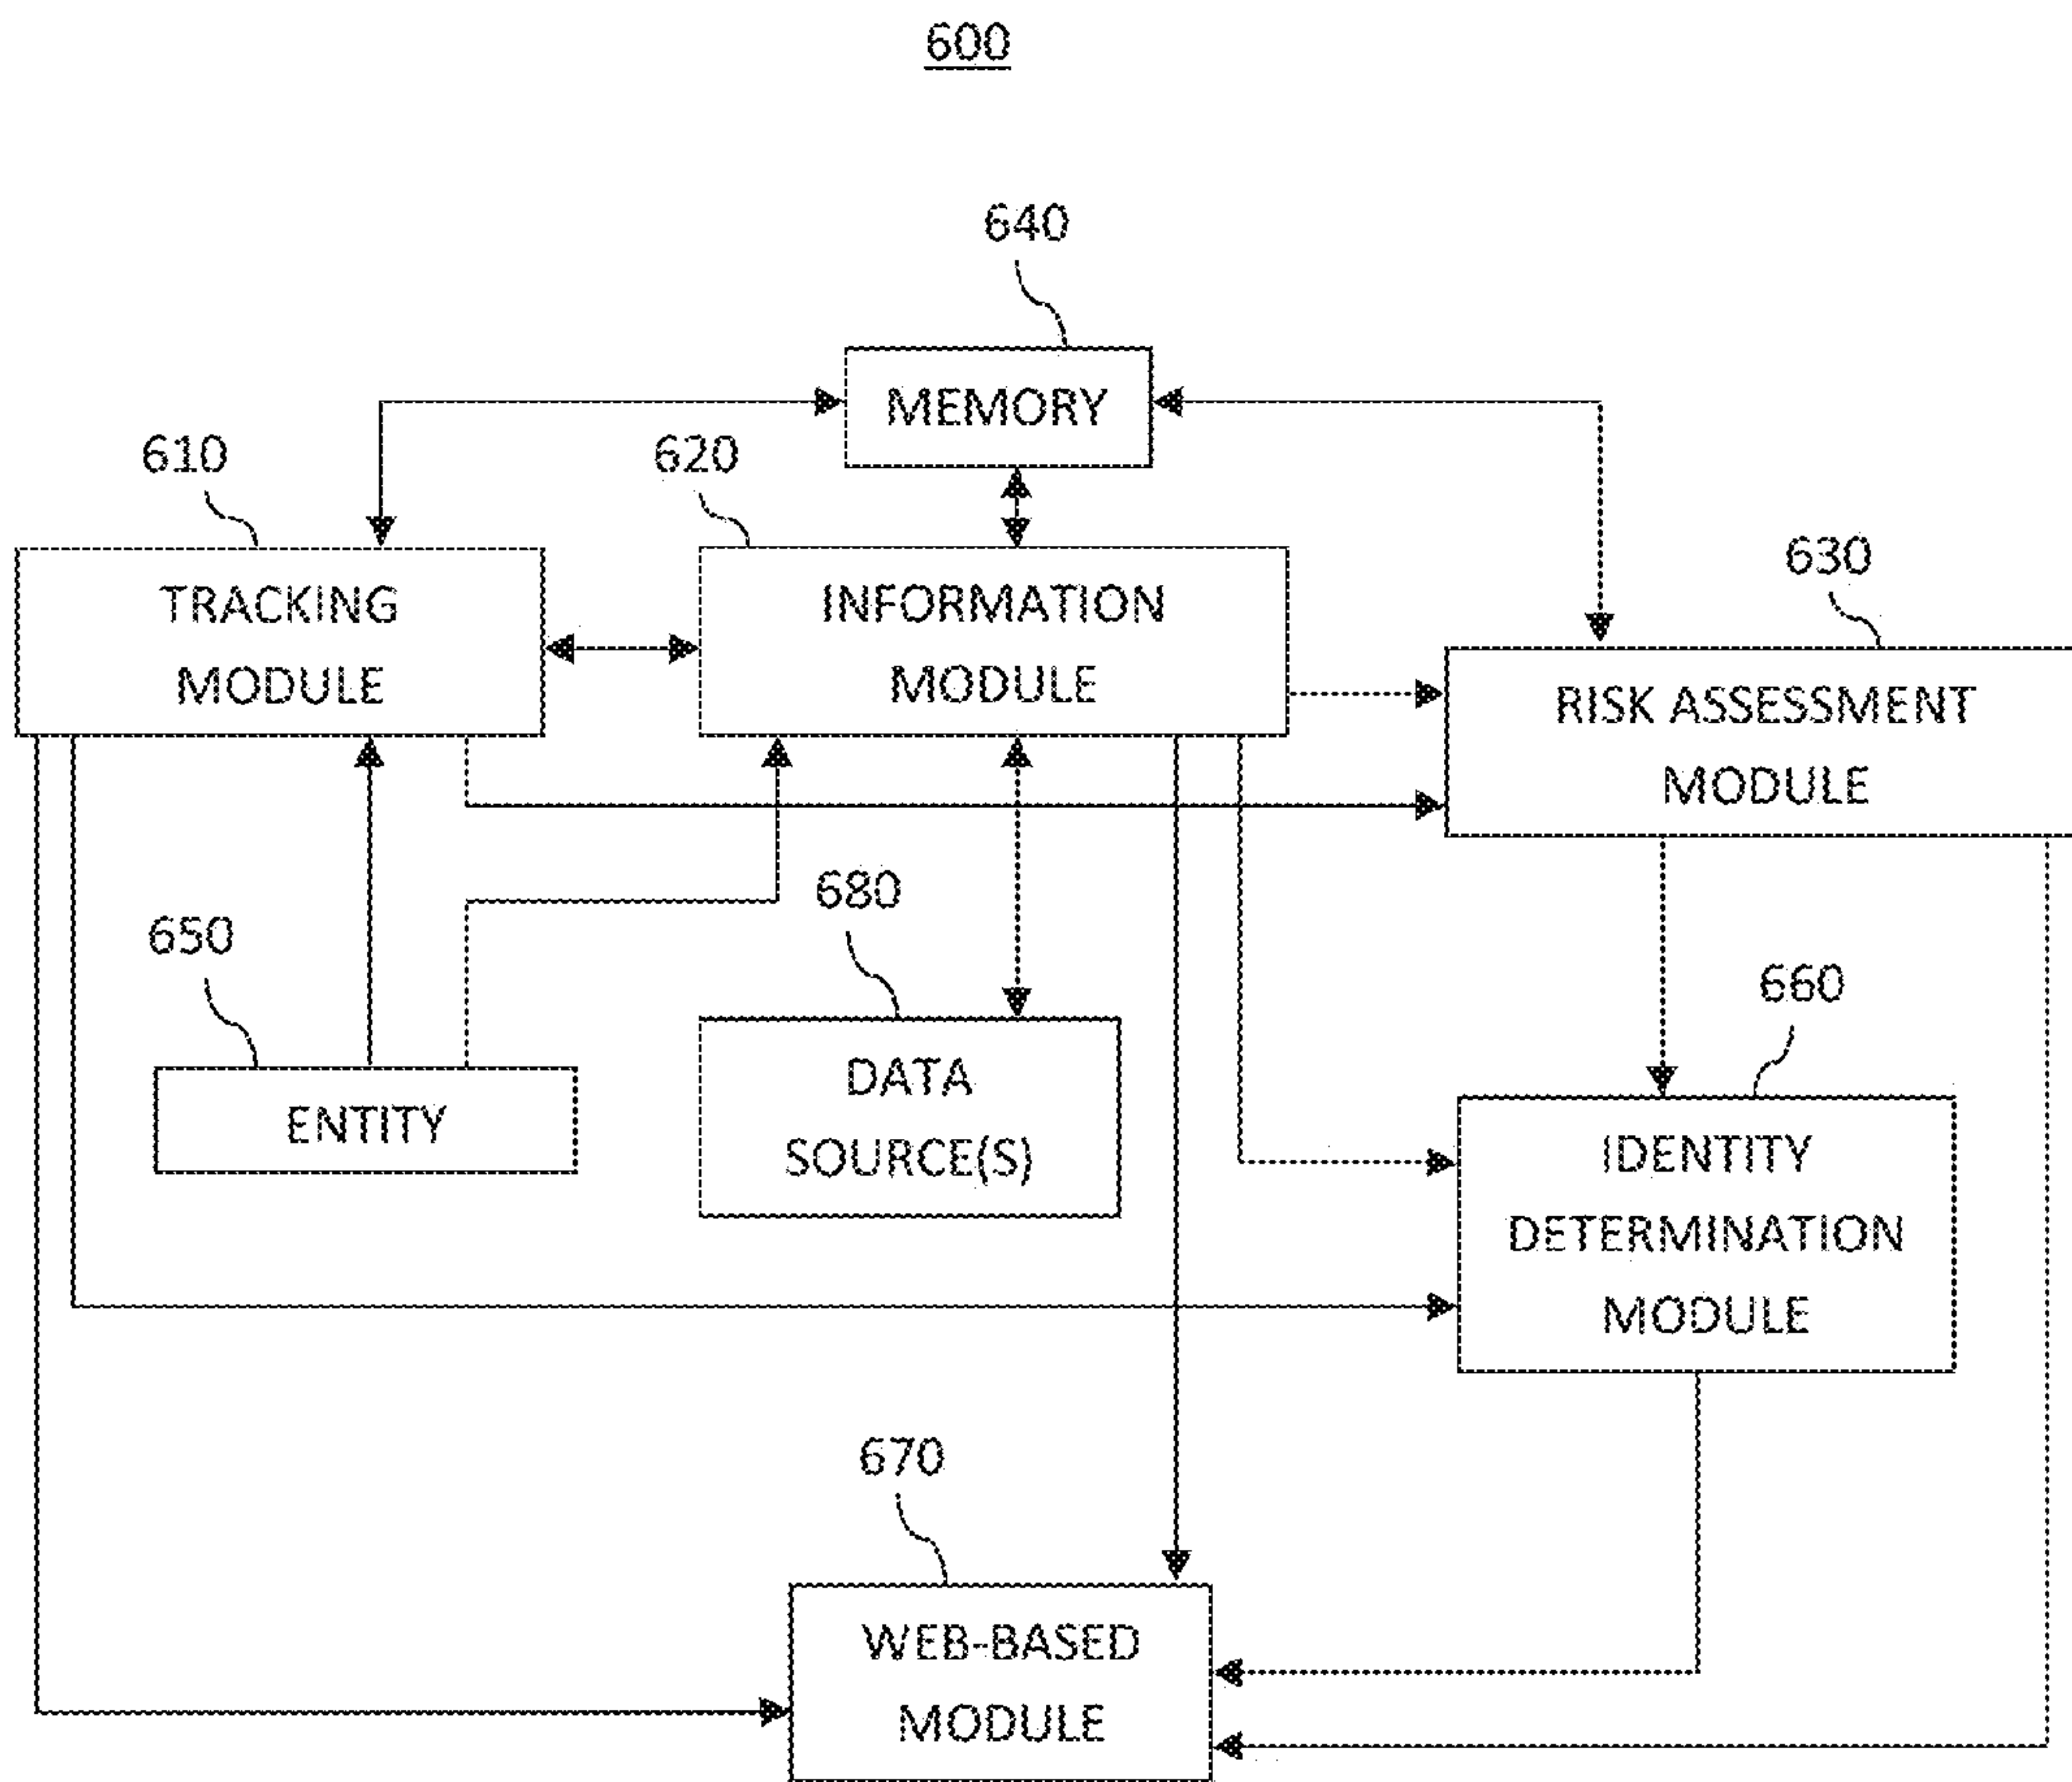 600
640
MEMORY
610
620
TRACKING
MODULE
INFORMATION
MODULE
630
RISK ASSESSMENT
MODULE
650
ENTITY
680
DATA
SOURCE(S)
660
IDENTITY
DETERMINATION
MODULE
670
WEB-BASED
MODULE